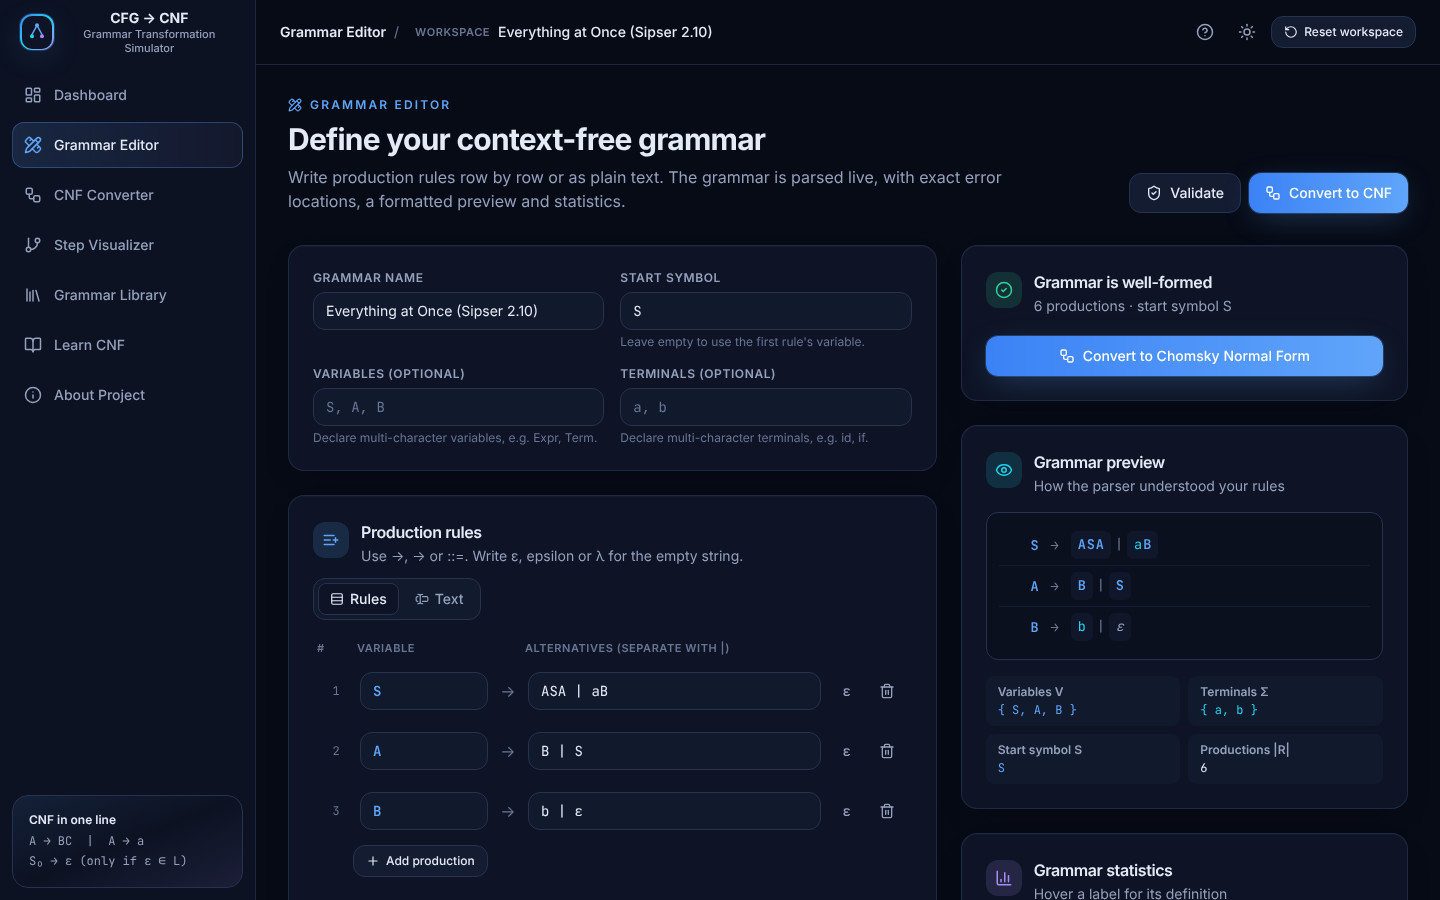 CFG → CNF
Grammar Transformation
Simulator
Dashboard
Grammar Editor
CNF Converter
Step Visualizer
Grammar Library
Learn CNF
About Project
CNF in one line
A → BC | A → a
S₀ → ε (only if ε ∈ L)
Grammar Editor / WORKSPACE Everything at Once (Sipser 2.10)
Reset workspace
GRAMMAR EDITOR
Define your context-free grammar
Write production rules row by row or as plain text. The grammar is parsed live, with exact error
locations, a formatted preview and statistics.
Validate
Convert to CNF
GRAMMAR NAME
Everything at Once (Sipser 2.10)
START SYMBOL
S
Leave empty to use the first rule's variable.
VARIABLES (OPTIONAL)
S, A, B
Declare multi-character variables, e.g. Expr, Term.
TERMINALS (OPTIONAL)
a, b
Declare multi-character terminals, e.g. id, if.
Production rules
Use →, → or ::=. Write ε, epsilon or λ for the empty string.
Rules
Text
# VARIABLE ALTERNATIVES (SEPARATE WITH |)
1 S → ASA | aB ε
2 A → B | S ε
3 B → b | ε ε
Add production
Grammar is well-formed
6 productions · start symbol S
Convert to Chomsky Normal Form
Grammar preview
How the parser understood your rules
S → ASA | aB
A → B | S
B → b | ε
Variables V
{ S, A, B }
Terminals Σ
{ a, b }
Start symbol S
S
Productions |R|
6
Grammar statistics
Hover a label for its definition